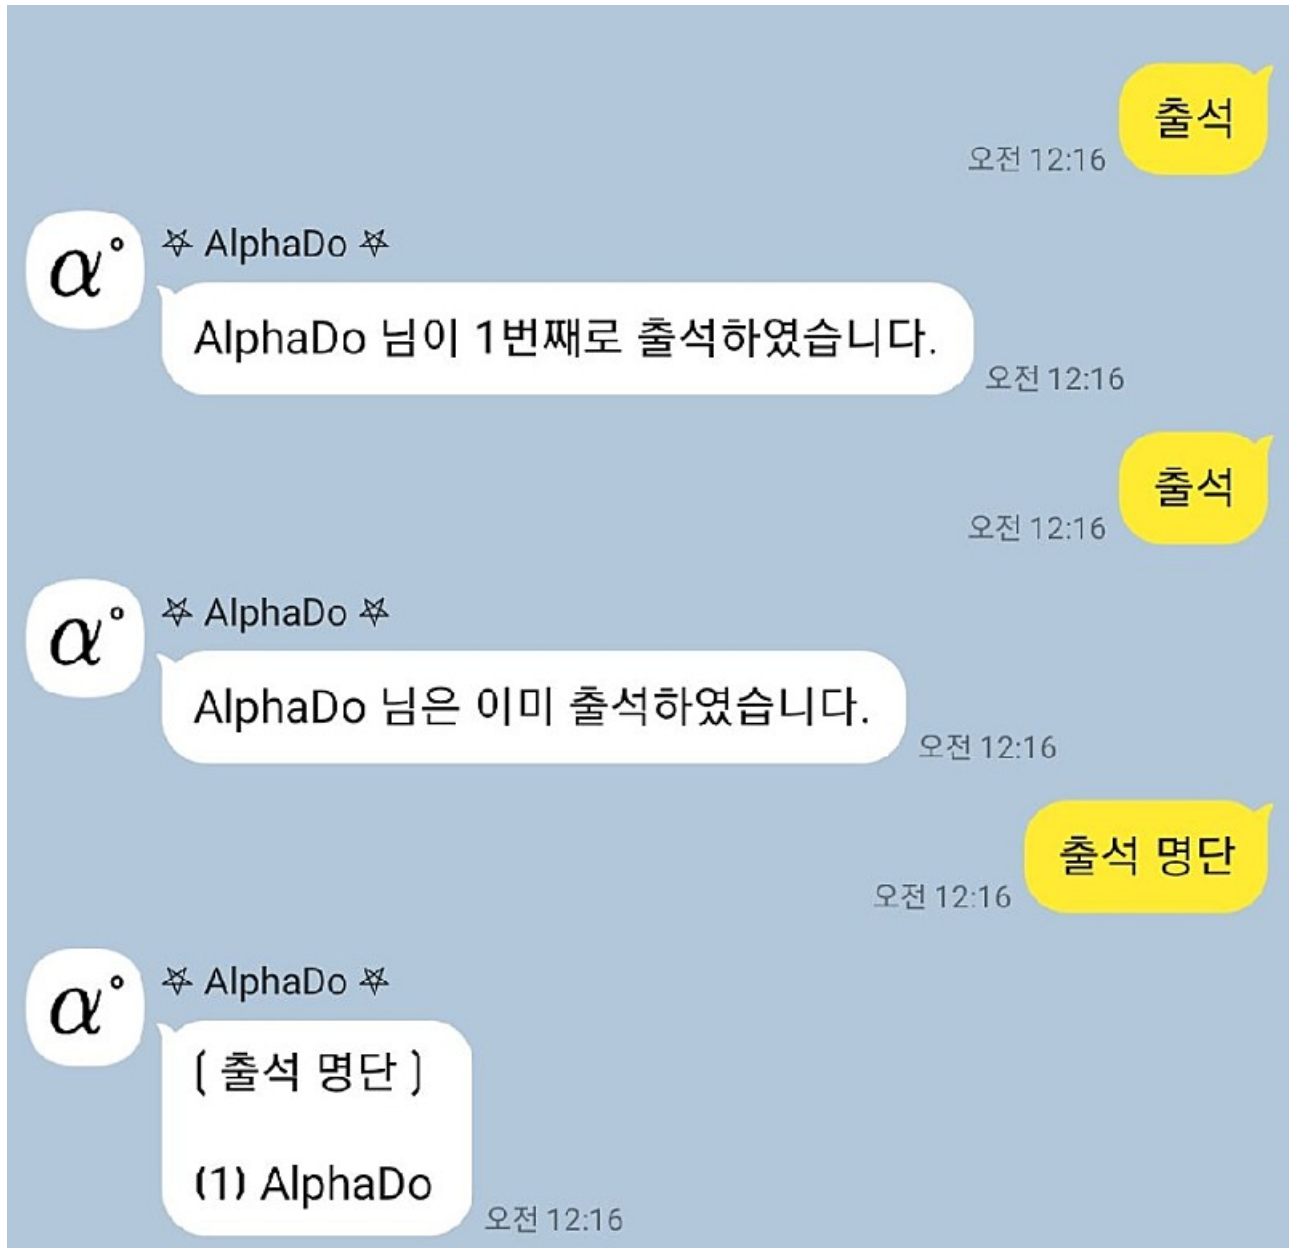 출석
오전 12:16
α°
⛧ AlphaDo ⛧
AlphaDo 님이 1번째로 출석하였습니다.
오전 12:16
출석
오전 12:16
α°
⛧ AlphaDo ⛧
AlphaDo 님은 이미 출석하였습니다.
오전 12:16
출석 명단
오전 12:16
α°
⛧ AlphaDo ⛧
[ 출석 명단 ]
(1) AlphaDo
오전 12:16